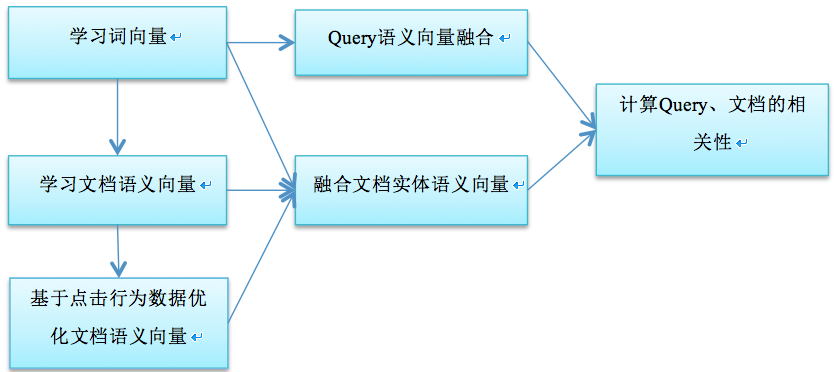 学习词向量
Query语义向量融合
计算Query、文档的相
关性
学习文档语义向量
融合文档实体语义向量
基于点击行为数据优
化文档语义向量